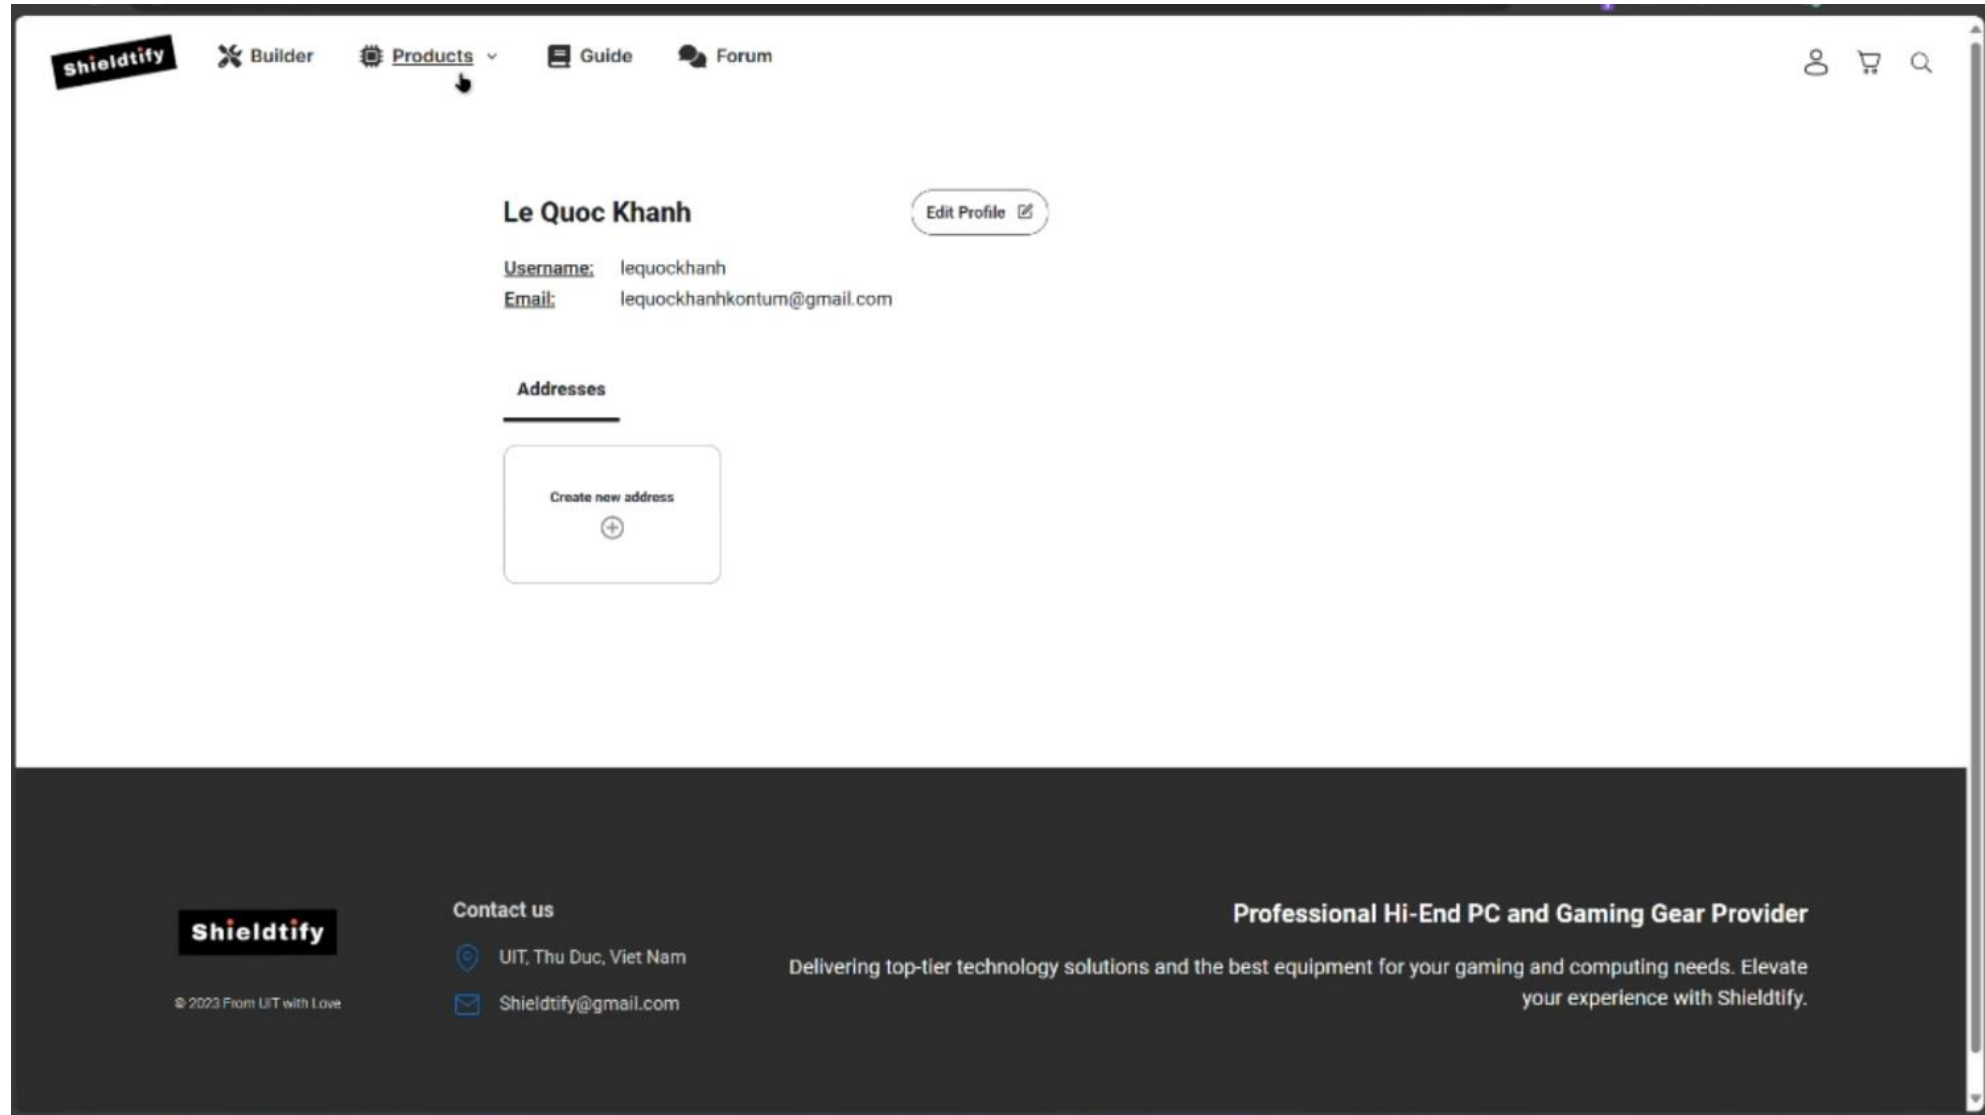 Shieldtify
Builder
Products
Guide
Forum
Le Quoc Khanh
Edit Profile
Username: lequockhanh
Email: lequockhanhkontum@gmail.com
Addresses
Create new address
Shieldtify
© 2023 From UIT with Love
Contact us
UIT, Thu Duc, Viet Nam
Shieldtify@gmail.com
Professional Hi-End PC and Gaming Gear Provider
Delivering top-tier technology solutions and the best equipment for your gaming and computing needs. Elevate
your experience with Shieldtify.